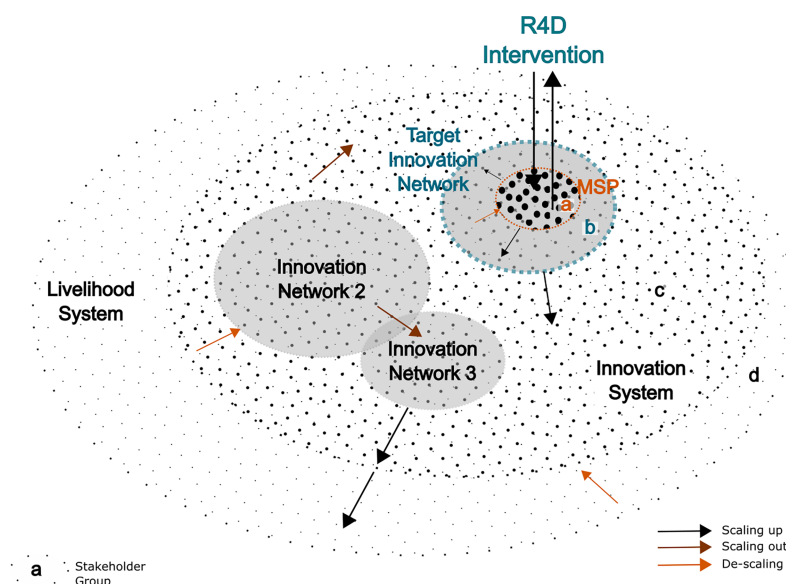 R4D
Intervention
Target
Innovation
Network
MSP
a
b
Innovation
Network 2
Livelihood
System
c
Innovation
Network 3
Innovation
System
d
Scaling up
Scaling out
De-scaling
a
Stakeholder
Group